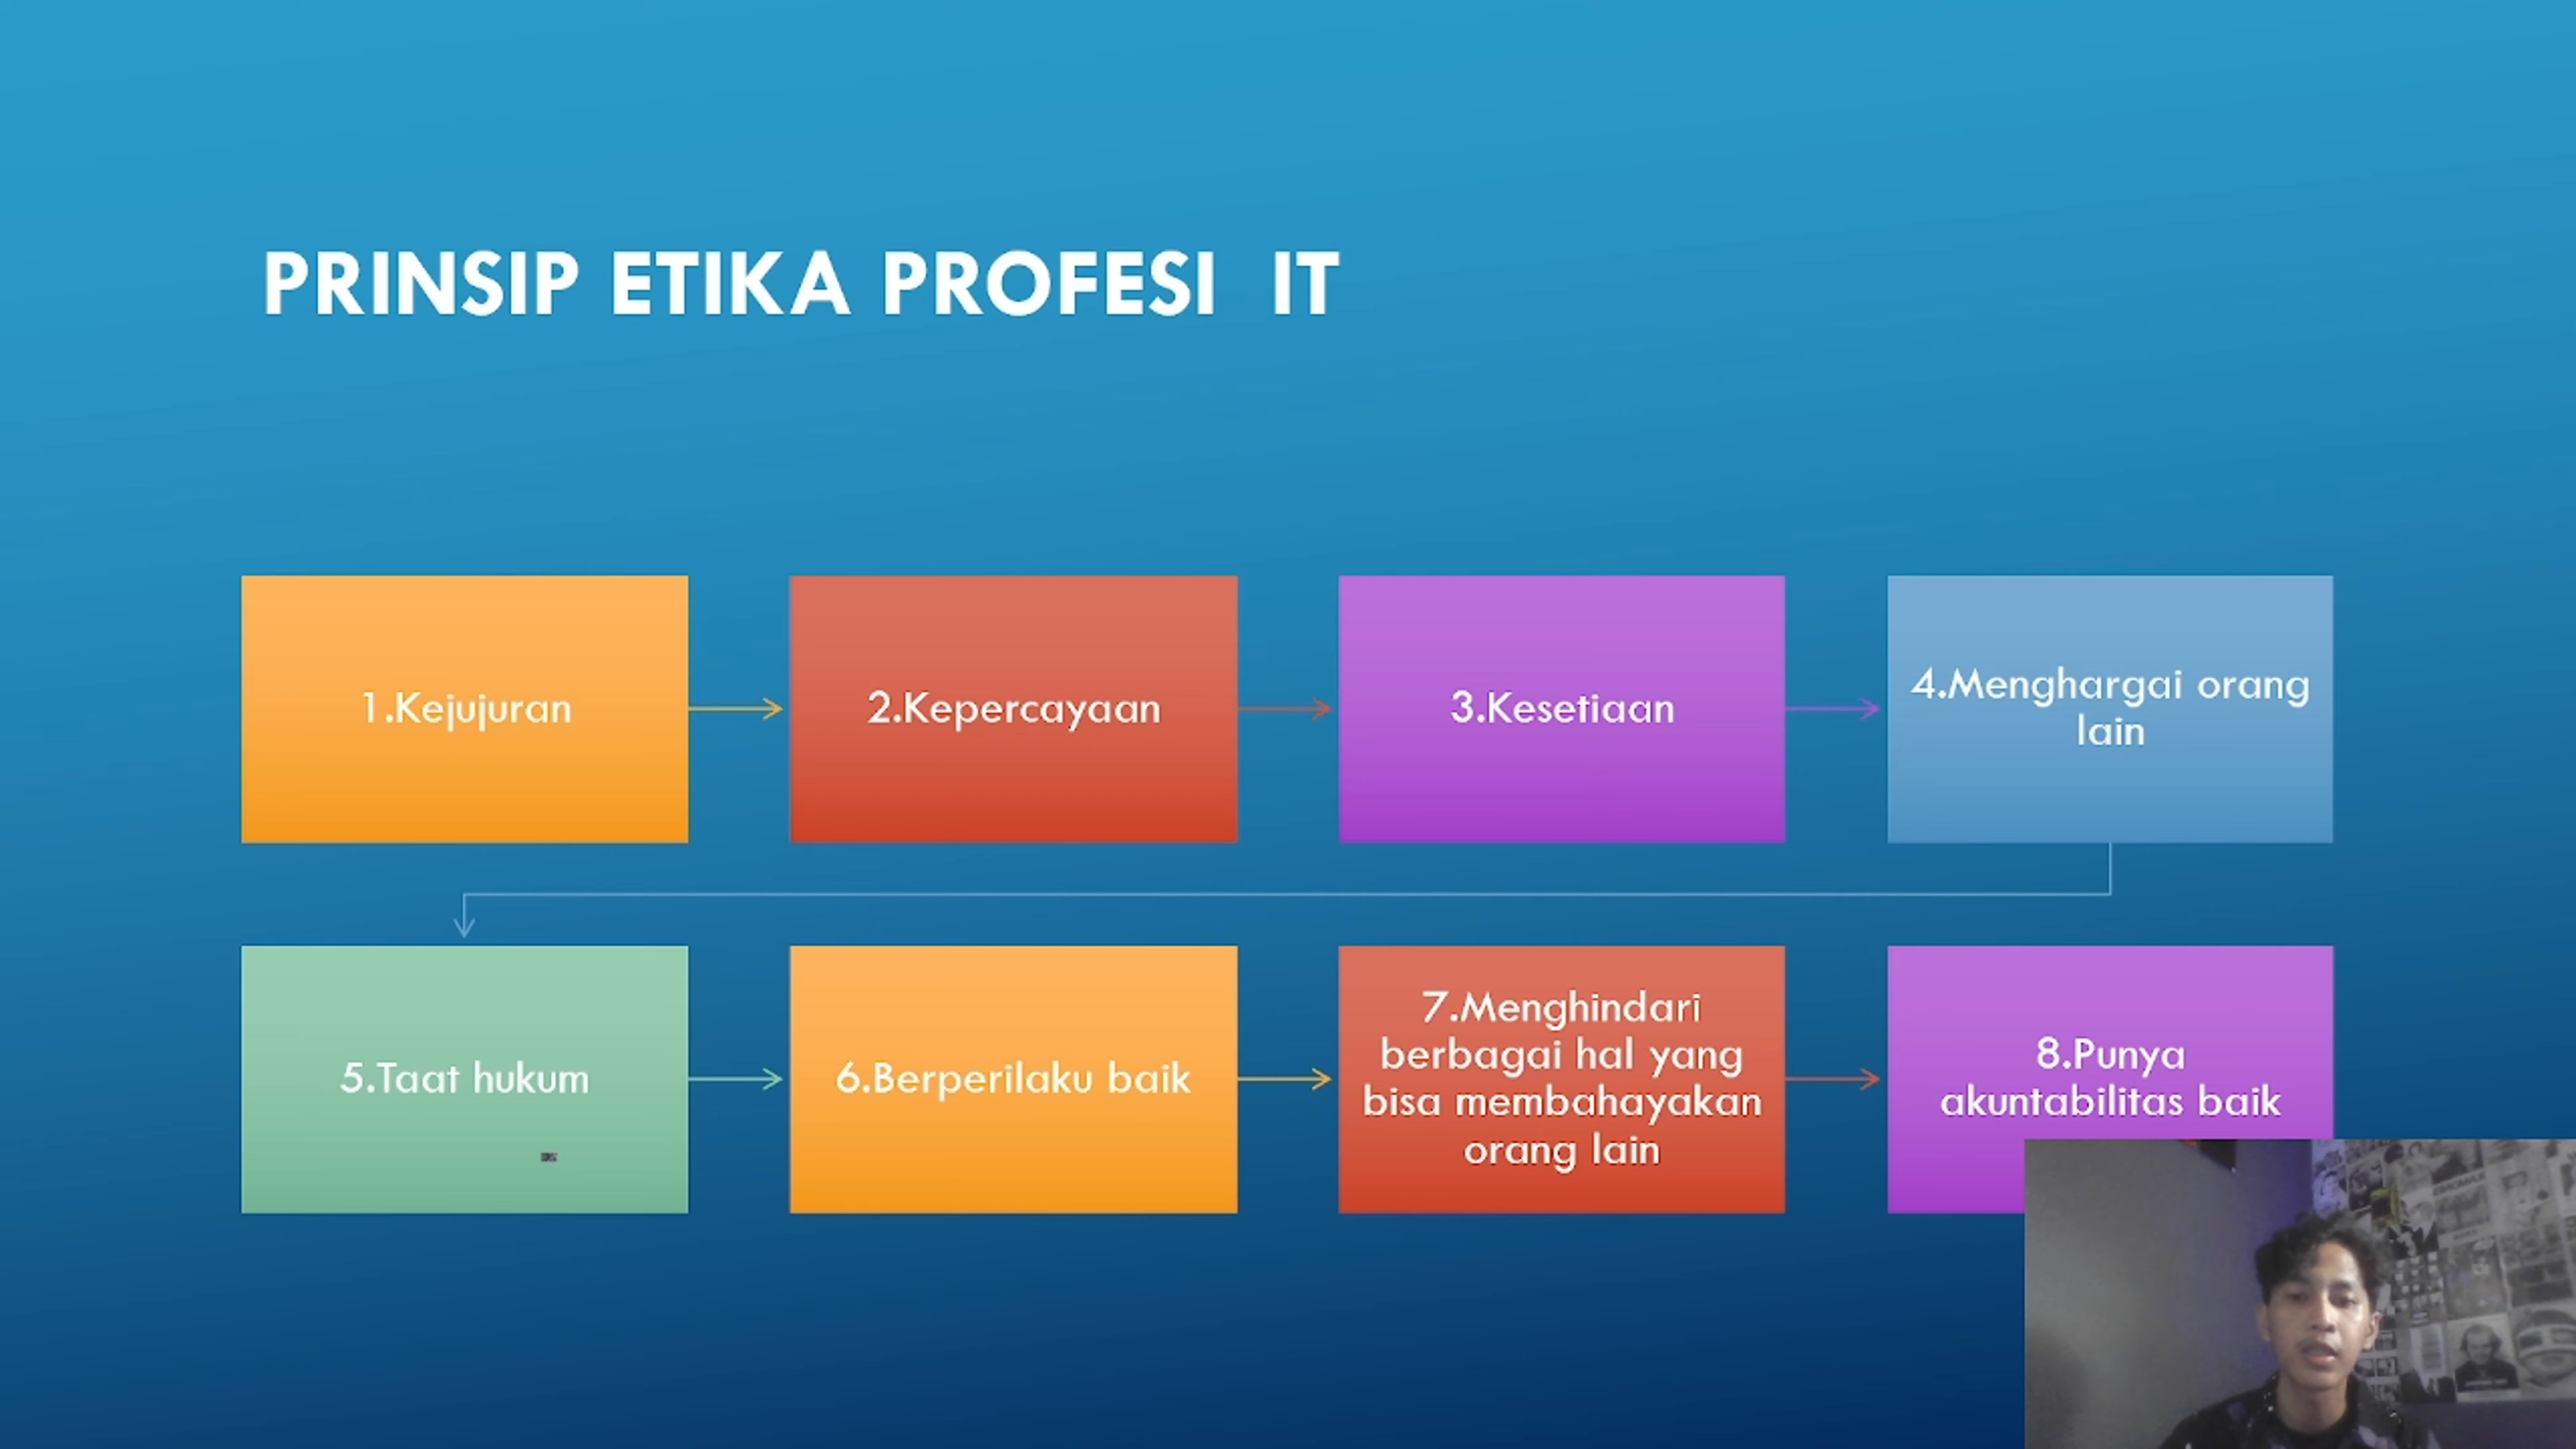 PRINSIP ETIKA PROFESI  IT
1.Kejujuran
2.Kepercayaan
3.Kesetiaan
4.Menghargai orang
lain
5.Taat hukum
6.Berperilaku baik
7.Menghindari
berbagai hal yang
bisa membahayakan
orang lain
8.Punya
akuntabilitas baik